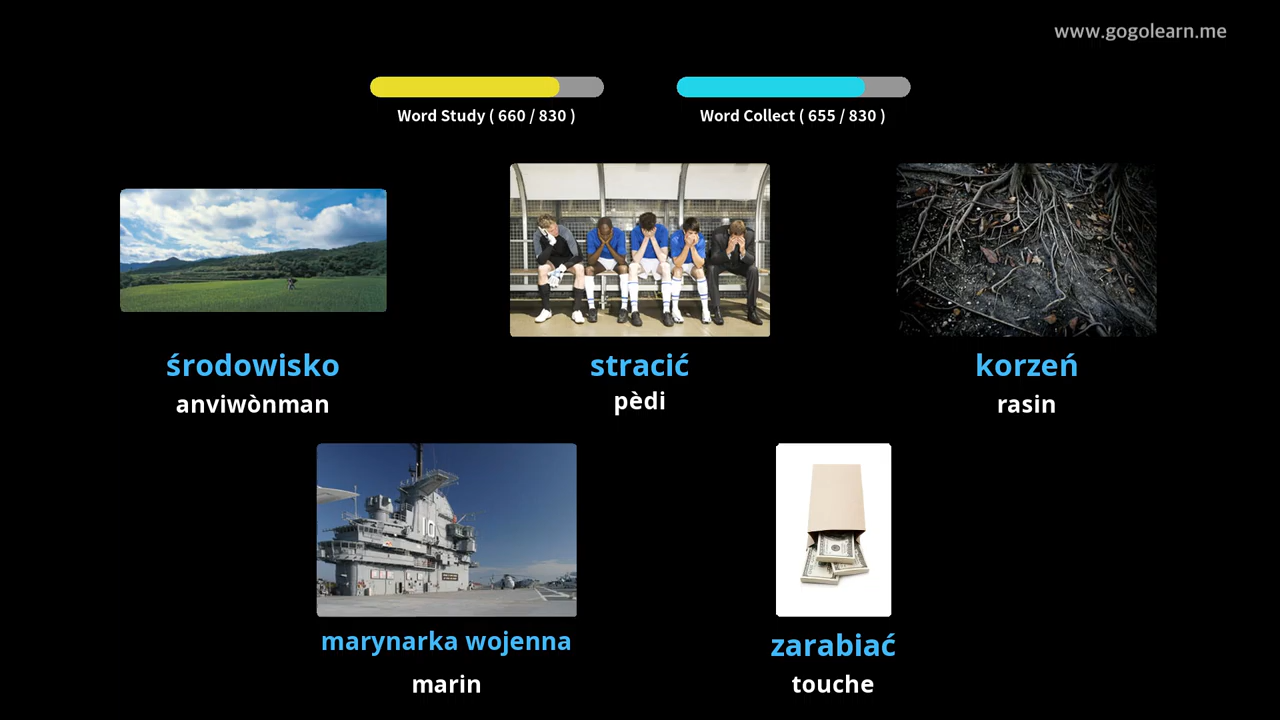 www.gogolearn.me
Word Study ( 660 / 830 )
Word Collect ( 655 / 830 )
środowisko
anviwònman
stracić
pèdi
korzeń
rasin
10
marynarka wojenna
marin
zarabiać
touche